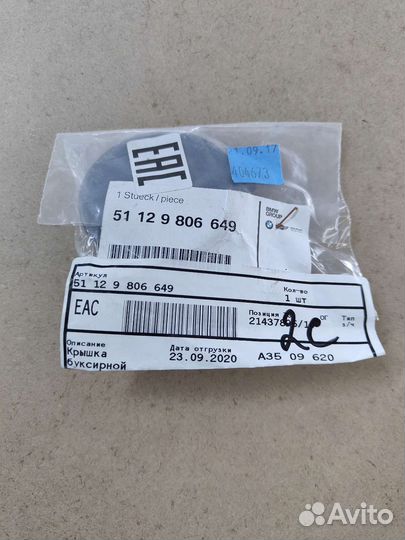 EAC
1.09.17
404673
1 Stueck / piece
51 12 9 806 649
BMW
GROUP
Артикул
51 12 9 806 649
Кол-во
1 шт
EAC
Позиция
ОГ
Тип
з/ч
2c
Описание
Крышка
буксирной
Дата отгрузки
23.09.2020
A35 09 620
Avito